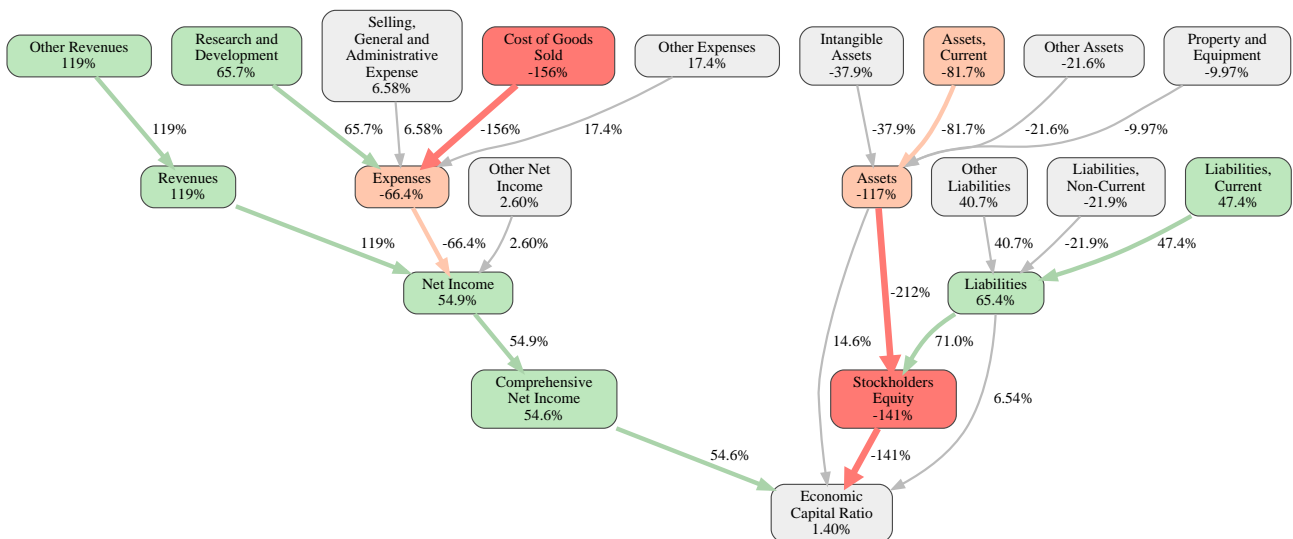 Other Revenues
119%
Research and
Development
65.7%
Selling,
General and
Administrative
Expense
6.58%
Cost of Goods
Sold
-156%
Other Expenses
17.4%
Intangible
Assets
-37.9%
Assets,
Current
-81.7%
Other Assets
-21.6%
Property and
Equipment
-9.97%
119%
65.7%
6.58%
-156%
17.4%
-37.9%
-81.7%
-21.6%
-9.97%
Revenues
119%
Expenses
-66.4%
Other Net
Income
2.60%
Assets
-117%
Other
Liabilities
40.7%
Liabilities,
Non-Current
-21.9%
Liabilities,
Current
47.4%
119%
-66.4%
2.60%
40.7%
-21.9%
47.4%
Net Income
54.9%
-212%
Liabilities
65.4%
54.9%
14.6%
71.0%
Comprehensive
Net Income
54.6%
Stockholders
Equity
-141%
6.54%
54.6%
-141%
Economic
Capital Ratio
1.40%